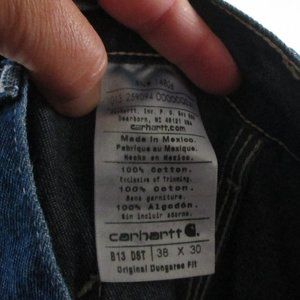 Carhartt, Inc. P.O. Box 600
Dearborn, MI 48121 USA
carhartt.com
Made in Mexico.
Fabriqué au Mexique.
Hecho en Mexico.
100% Cotton.
Exclusive of Trimming.
100% Coton.
Sans garniture.
100% Algodón.
Sin incluir adorno.
carhartt
B13 DST 38 X 30
Original Dungaree Fit